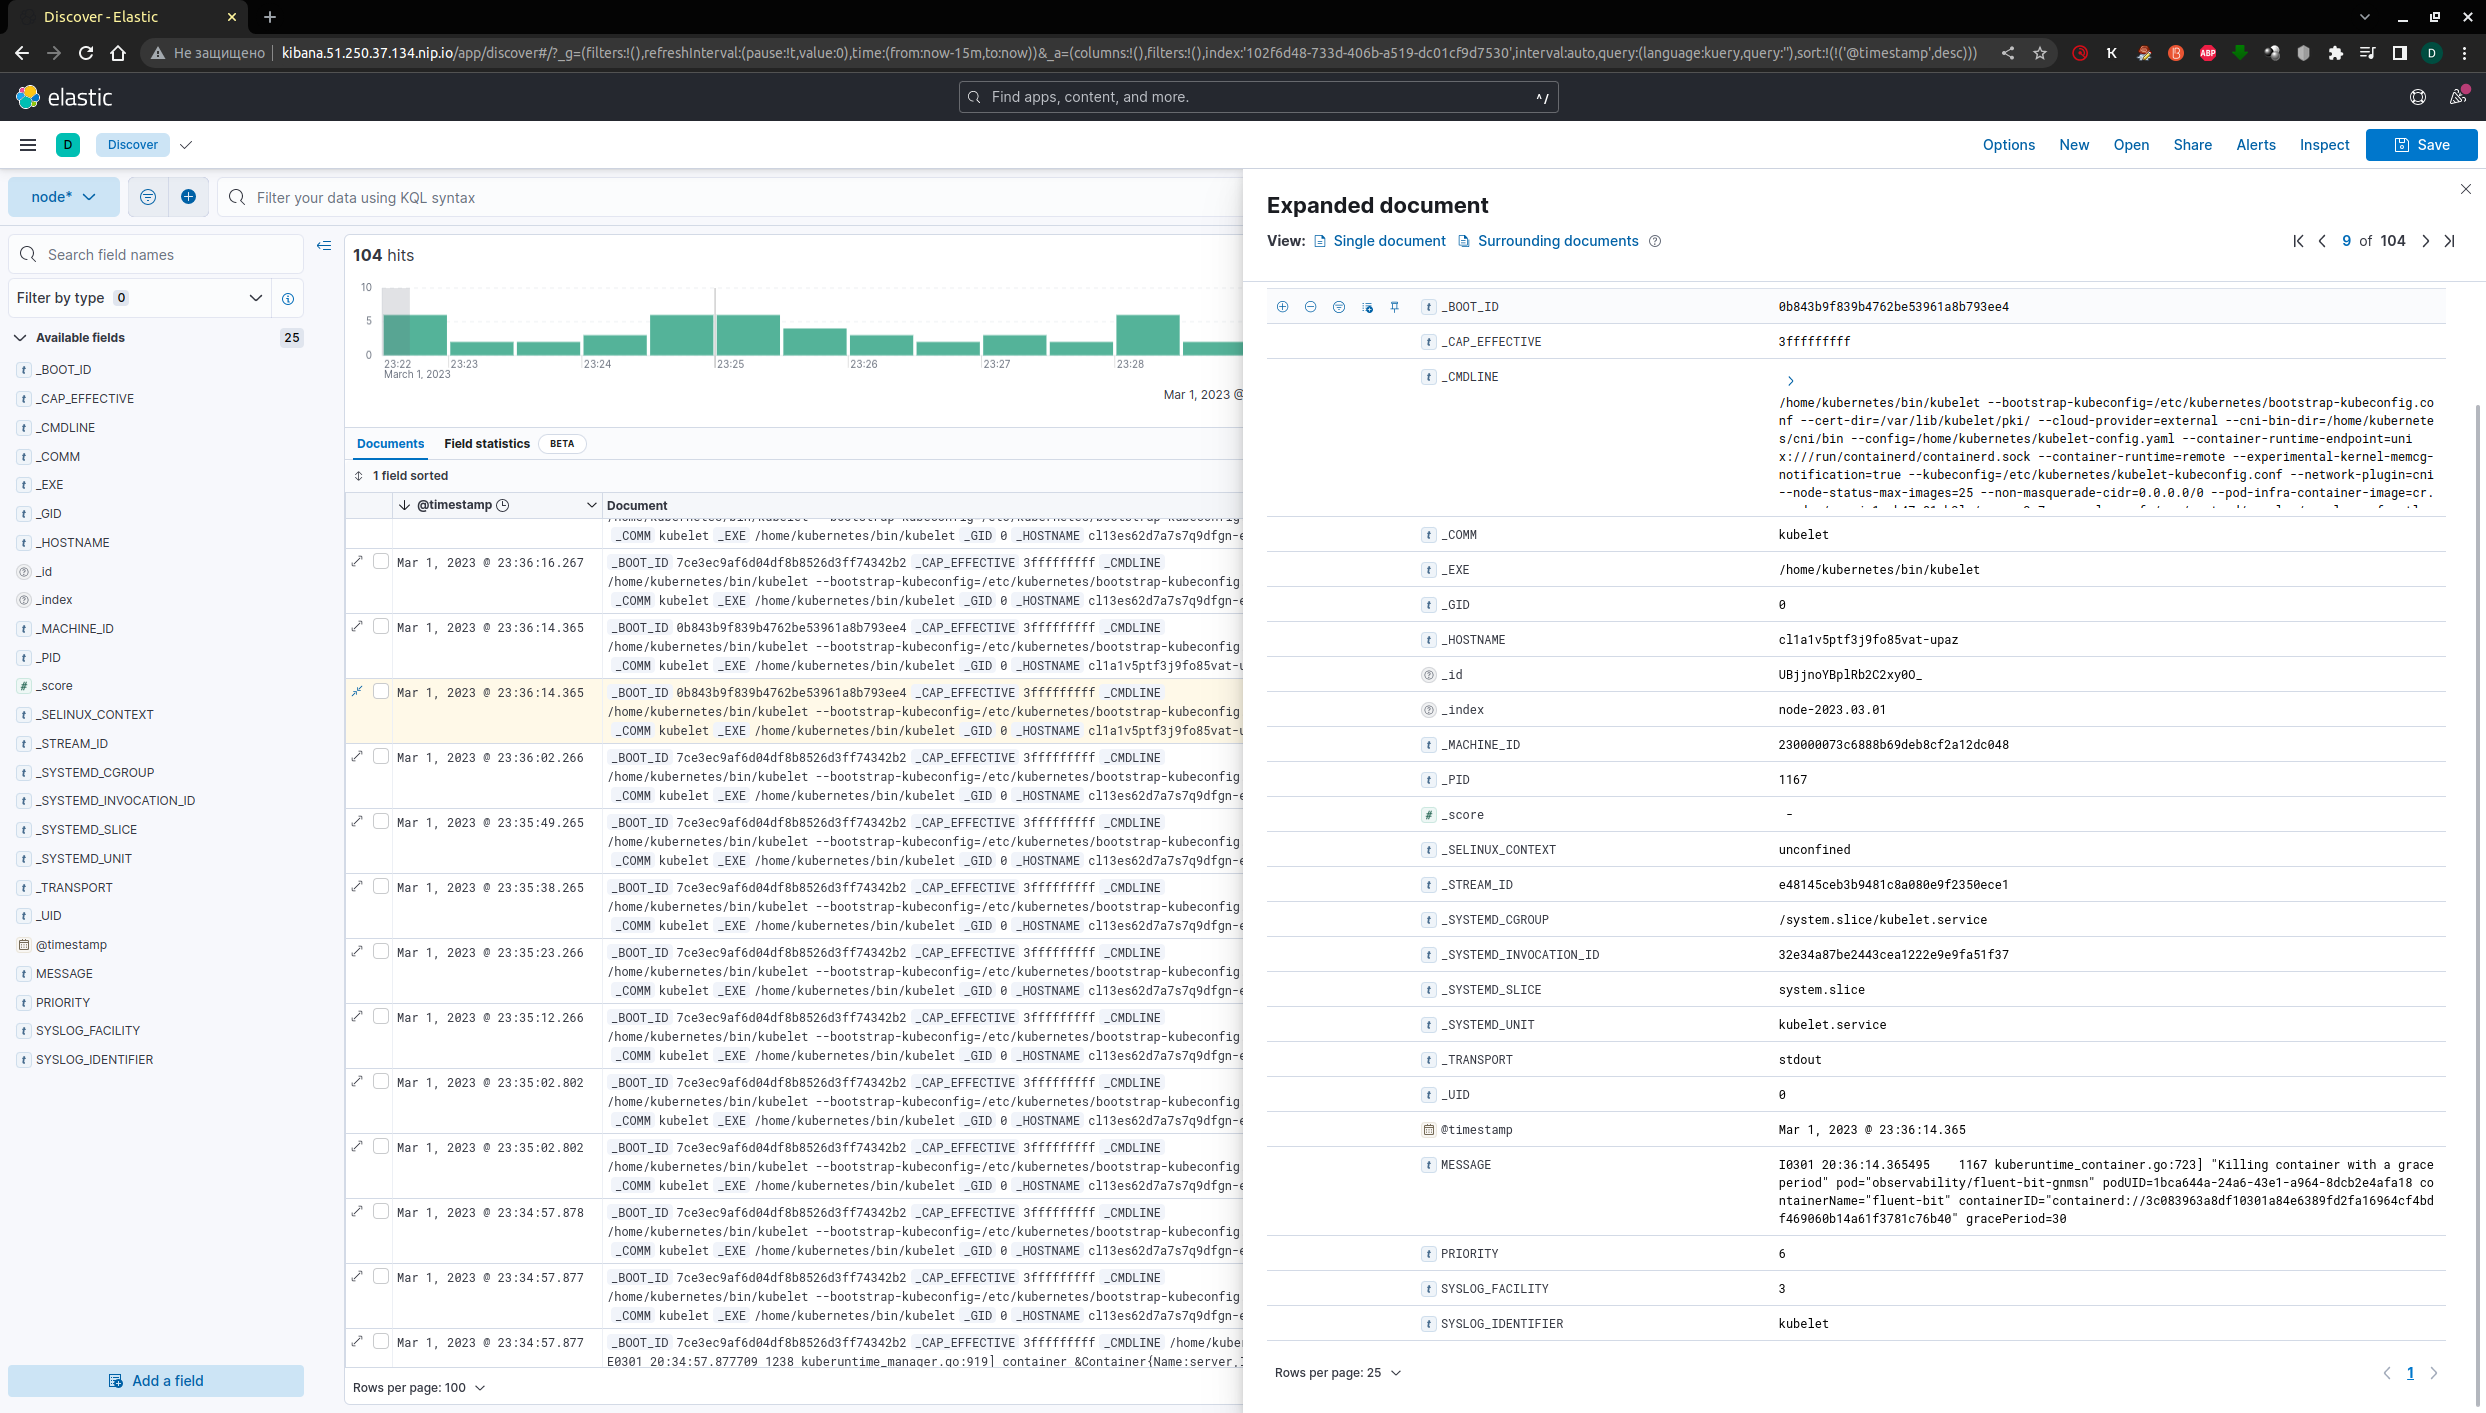 Discover - Elastic
Не защищено
kibana.51.250.37.134.nip.io/app/discover#/?_g=(filters:!(),refreshInterval:(pause:!t,value:0),time:(from:now-15m,to:now))&_a=(columns:!(),filters:!(),index:'102f6d48-733d-406b-a519-dc01cf9d7530',interval:auto,query:(language:kuery,query:''),sort:!(!('@timestamp',desc)))
K
ABP
D
elastic
Find apps, content, and more.
^/
D
Discover
Options
New
Open
Share
Alerts
Inspect
Save
node*
Filter your data using KQL syntax
Search field names
Filter by type 0
Available fields 25
_BOOT_ID
_CAP_EFFECTIVE
_CMDLINE
_COMM
_EXE
_GID
_HOSTNAME
_id
_index
_MACHINE_ID
_PID
_score
_SELINUX_CONTEXT
_STREAM_ID
_SYSTEMD_CGROUP
_SYSTEMD_INVOCATION_ID
_SYSTEMD_SLICE
_SYSTEMD_UNIT
_TRANSPORT
_UID
@timestamp
MESSAGE
PRIORITY
SYSLOG_FACILITY
SYSLOG_IDENTIFIER
Add a field
104 hits
10
5
0
23:22 23:23 23:24 23:25 23:26 23:27 23:28
March 1, 2023
Mar 1, 2023 @
Documents
Field statistics
BETA
1 field sorted
@timestamp
Document
/home/kubernetes/bin/kubelet --bootstrap-kubeconfig=/etc/kubernetes/bootstrap-kubeconfig
_COMM kubelet _EXE /home/kubernetes/bin/kubelet _GID 0 _HOSTNAME cl13es62d7a7s7q9dfgn-e
Mar 1, 2023 @ 23:36:16.267 _BOOT_ID 7ce3ec9af6d04df8b8526d3ff74342b2 _CAP_EFFECTIVE 3fffffffff _CMDLINE
/home/kubernetes/bin/kubelet --bootstrap-kubeconfig=/etc/kubernetes/bootstrap-kubeconfig
_COMM kubelet _EXE /home/kubernetes/bin/kubelet _GID 0 _HOSTNAME cl13es62d7a7s7q9dfgn-e
Mar 1, 2023 @ 23:36:14.365 _BOOT_ID 0b843b9f839b4762be53961a8b793ee4 _CAP_EFFECTIVE 3fffffffff _CMDLINE
/home/kubernetes/bin/kubelet --bootstrap-kubeconfig=/etc/kubernetes/bootstrap-kubeconfig
_COMM kubelet _EXE /home/kubernetes/bin/kubelet _GID 0 _HOSTNAME cl1a1v5ptf3j9fo85vat-u
Mar 1, 2023 @ 23:36:14.365 _BOOT_ID 0b843b9f839b4762be53961a8b793ee4 _CAP_EFFECTIVE 3fffffffff _CMDLINE
/home/kubernetes/bin/kubelet --bootstrap-kubeconfig=/etc/kubernetes/bootstrap-kubeconfig
_COMM kubelet _EXE /home/kubernetes/bin/kubelet _GID 0 _HOSTNAME cl1a1v5ptf3j9fo85vat-u
Mar 1, 2023 @ 23:36:02.266 _BOOT_ID 7ce3ec9af6d04df8b8526d3ff74342b2 _CAP_EFFECTIVE 3fffffffff _CMDLINE
/home/kubernetes/bin/kubelet --bootstrap-kubeconfig=/etc/kubernetes/bootstrap-kubeconfig
_COMM kubelet _EXE /home/kubernetes/bin/kubelet _GID 0 _HOSTNAME cl13es62d7a7s7q9dfgn-e
Mar 1, 2023 @ 23:35:49.265 _BOOT_ID 7ce3ec9af6d04df8b8526d3ff74342b2 _CAP_EFFECTIVE 3fffffffff _CMDLINE
/home/kubernetes/bin/kubelet --bootstrap-kubeconfig=/etc/kubernetes/bootstrap-kubeconfig
_COMM kubelet _EXE /home/kubernetes/bin/kubelet _GID 0 _HOSTNAME cl13es62d7a7s7q9dfgn-e
Mar 1, 2023 @ 23:35:38.265 _BOOT_ID 7ce3ec9af6d04df8b8526d3ff74342b2 _CAP_EFFECTIVE 3fffffffff _CMDLINE
/home/kubernetes/bin/kubelet --bootstrap-kubeconfig=/etc/kubernetes/bootstrap-kubeconfig
_COMM kubelet _EXE /home/kubernetes/bin/kubelet _GID 0 _HOSTNAME cl13es62d7a7s7q9dfgn-e
Mar 1, 2023 @ 23:35:23.266 _BOOT_ID 7ce3ec9af6d04df8b8526d3ff74342b2 _CAP_EFFECTIVE 3fffffffff _CMDLINE
/home/kubernetes/bin/kubelet --bootstrap-kubeconfig=/etc/kubernetes/bootstrap-kubeconfig
_COMM kubelet _EXE /home/kubernetes/bin/kubelet _GID 0 _HOSTNAME cl13es62d7a7s7q9dfgn-e
Mar 1, 2023 @ 23:35:12.266 _BOOT_ID 7ce3ec9af6d04df8b8526d3ff74342b2 _CAP_EFFECTIVE 3fffffffff _CMDLINE
/home/kubernetes/bin/kubelet --bootstrap-kubeconfig=/etc/kubernetes/bootstrap-kubeconfig
_COMM kubelet _EXE /home/kubernetes/bin/kubelet _GID 0 _HOSTNAME cl13es62d7a7s7q9dfgn-e
Mar 1, 2023 @ 23:35:02.802 _BOOT_ID 7ce3ec9af6d04df8b8526d3ff74342b2 _CAP_EFFECTIVE 3fffffffff _CMDLINE
/home/kubernetes/bin/kubelet --bootstrap-kubeconfig=/etc/kubernetes/bootstrap-kubeconfig
_COMM kubelet _EXE /home/kubernetes/bin/kubelet _GID 0 _HOSTNAME cl13es62d7a7s7q9dfgn-e
Mar 1, 2023 @ 23:35:02.802 _BOOT_ID 7ce3ec9af6d04df8b8526d3ff74342b2 _CAP_EFFECTIVE 3fffffffff _CMDLINE
/home/kubernetes/bin/kubelet --bootstrap-kubeconfig=/etc/kubernetes/bootstrap-kubeconfig
_COMM kubelet _EXE /home/kubernetes/bin/kubelet _GID 0 _HOSTNAME cl13es62d7a7s7q9dfgn-e
Mar 1, 2023 @ 23:34:57.878 _BOOT_ID 7ce3ec9af6d04df8b8526d3ff74342b2 _CAP_EFFECTIVE 3fffffffff _CMDLINE
/home/kubernetes/bin/kubelet --bootstrap-kubeconfig=/etc/kubernetes/bootstrap-kubeconfig
_COMM kubelet _EXE /home/kubernetes/bin/kubelet _GID 0 _HOSTNAME cl13es62d7a7s7q9dfgn-e
Mar 1, 2023 @ 23:34:57.877 _BOOT_ID 7ce3ec9af6d04df8b8526d3ff74342b2 _CAP_EFFECTIVE 3fffffffff _CMDLINE
/home/kubernetes/bin/kubelet --bootstrap-kubeconfig=/etc/kubernetes/bootstrap-kubeconfig
_COMM kubelet _EXE /home/kubernetes/bin/kubelet _GID 0 _HOSTNAME cl13es62d7a7s7q9dfgn-e
Mar 1, 2023 @ 23:34:57.877 _BOOT_ID 7ce3ec9af6d04df8b8526d3ff74342b2 _CAP_EFFECTIVE 3fffffffff _CMDLINE /home/kuber
E0301 20:34:57.877709 1238 kuberuntime_manager.go:919] container &Container{Name:server,
Rows per page: 100
Expanded document
View: Single document Surrounding documents
9 of 104
_BOOT_ID 0b843b9f839b4762be53961a8b793ee4
_CAP_EFFECTIVE 3fffffffff
_CMDLINE
/home/kubernetes/bin/kubelet --bootstrap-kubeconfig=/etc/kubernetes/bootstrap-kubeconfig.co
nf --cert-dir=/var/lib/kubelet/pki/ --cloud-provider=external --cni-bin-dir=/home/kubernete
s/cni/bin --config=/home/kubernetes/kubelet-config.yaml --container-runtime-endpoint=uni
x:///run/containerd/containerd.sock --container-runtime=remote --experimental-kernel-memcg-
notification=true --kubeconfig=/etc/kubernetes/kubelet-kubeconfig.conf --network-plugin=cni
--node-status-max-images=25 --non-masquerade-cidr=0.0.0.0/0 --pod-infra-container-image=cr.
_COMM kubelet
_EXE /home/kubernetes/bin/kubelet
_GID 0
_HOSTNAME cl1a1v5ptf3j9fo85vat-upaz
_id UBjjnoYBplRb2C2xy0O_
_index node-2023.03.01
_MACHINE_ID 230000073c6888b69deb8cf2a12dc048
_PID 1167
_score -
_SELINUX_CONTEXT unconfined
_STREAM_ID e48145ceb3b9481c8a080e9f2350ece1
_SYSTEMD_CGROUP /system.slice/kubelet.service
_SYSTEMD_INVOCATION_ID 32e34a87be2443cea1222e9e9fa51f37
_SYSTEMD_SLICE system.slice
_SYSTEMD_UNIT kubelet.service
_TRANSPORT stdout
_UID 0
@timestamp Mar 1, 2023 @ 23:36:14.365
MESSAGE I0301 20:36:14.365495 1167 kuberuntime_container.go:723] "Killing container with a grace
period" pod="observability/fluent-bit-gnmsn" podUID=1bca644a-24a6-43e1-a964-8dcb2e4afa18 co
ntainerName="fluent-bit" containerID="containerd://3c083963a8df10301a84e6389fd2fa16964cf4bd
f469060b14a61f3781c76b40" gracePeriod=30
PRIORITY 6
SYSLOG_FACILITY 3
SYSLOG_IDENTIFIER kubelet
Rows per page: 25
1